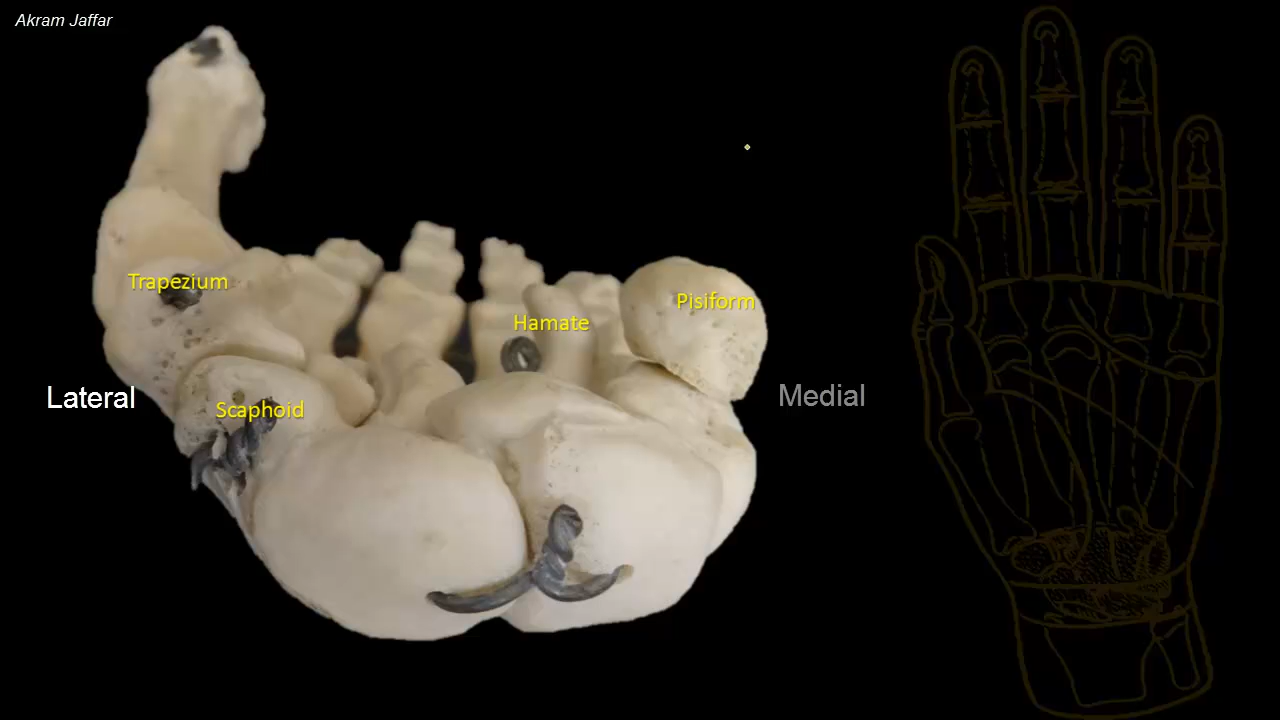 Akram Jaffar
Trapezium
Pisiform
Hamate
Lateral
Medial
Scaphoid